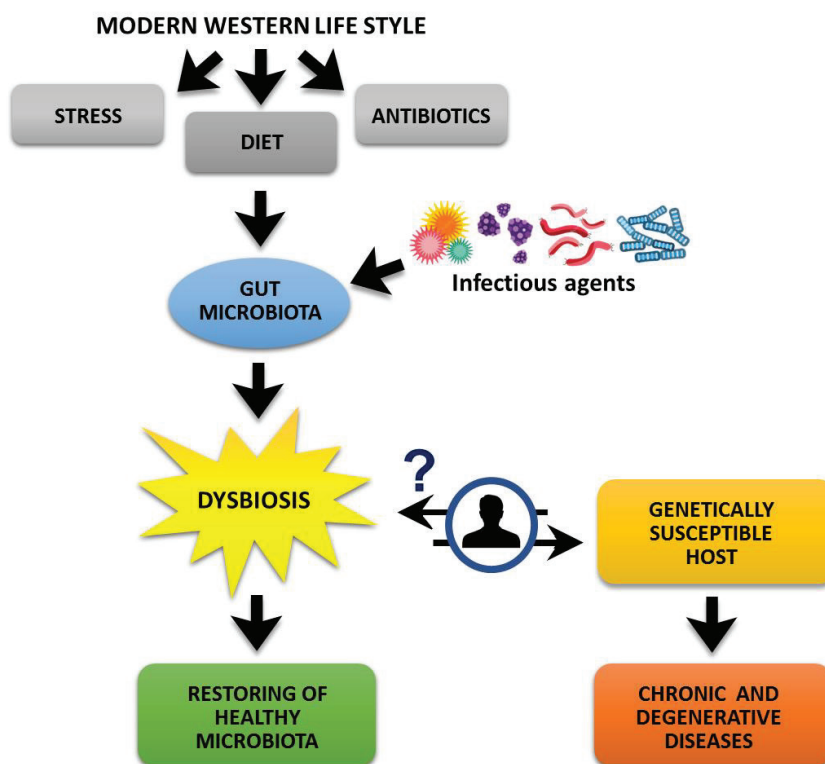 MODERN WESTERN LIFE STYLE
STRESS
DIET
ANTIBIOTICS
GUT
MICROBIOTA
Infectious agents
DYSBIOSIS
?
GENETICALLY
SUSCEPTIBLE
HOST
RESTORING OF
HEALTHY
MICROBIOTA
CHRONIC AND
DEGENERATIVE
DISEASES